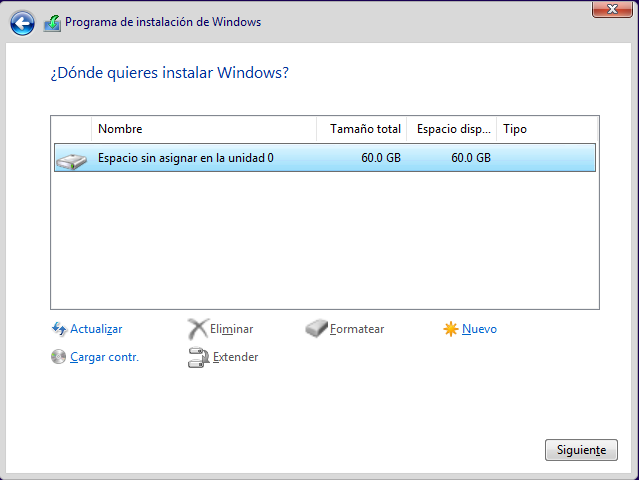 Programa de instalación de Windows
¿Dónde quieres instalar Windows?
Nombre Tamaño total Espacio disp... Tipo
Espacio sin asignar en la unidad 0 60.0 GB 60.0 GB
Actualizar Eliminar Formatear Nuevo
Cargar contr. Extender
Siguiente